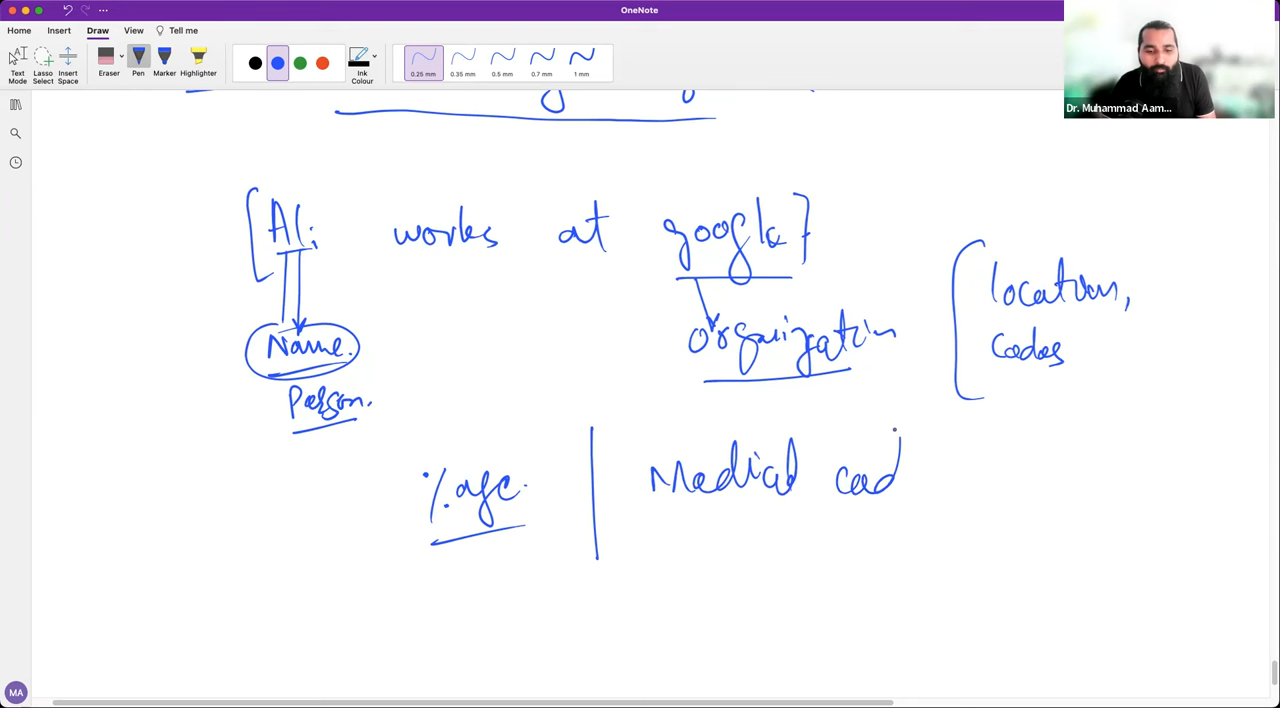 OneNote
Home Insert Draw View Tell me
Text Mode
Lasso Select
Insert Space
Eraser
Pen
Marker
Highlighter
Ink Colour
0.25 mm
0.35 mm
0.5 mm
0.7 mm
1 mm
Dr. Muhammad Aam...
[Ali works at google]
location,
codes
Name.
Person.
organization
%age.
Medical cod
MA